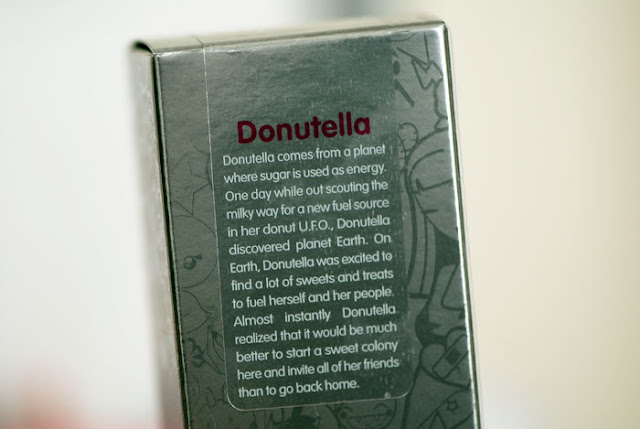 Donutella
Donutella comes from a planet
where sugar is used as energy.
One day while out scouting the
milky way for a new fuel source
in her donut U.F.O., Donutella
discovered planet Earth. On
Earth, Donutella was excited to
find a lot of sweets and treats
to fuel herself and her people.
Almost instantly Donutella
realized that it would be much
better to start a sweet colony
here and invite all of her friends
than to go back home.